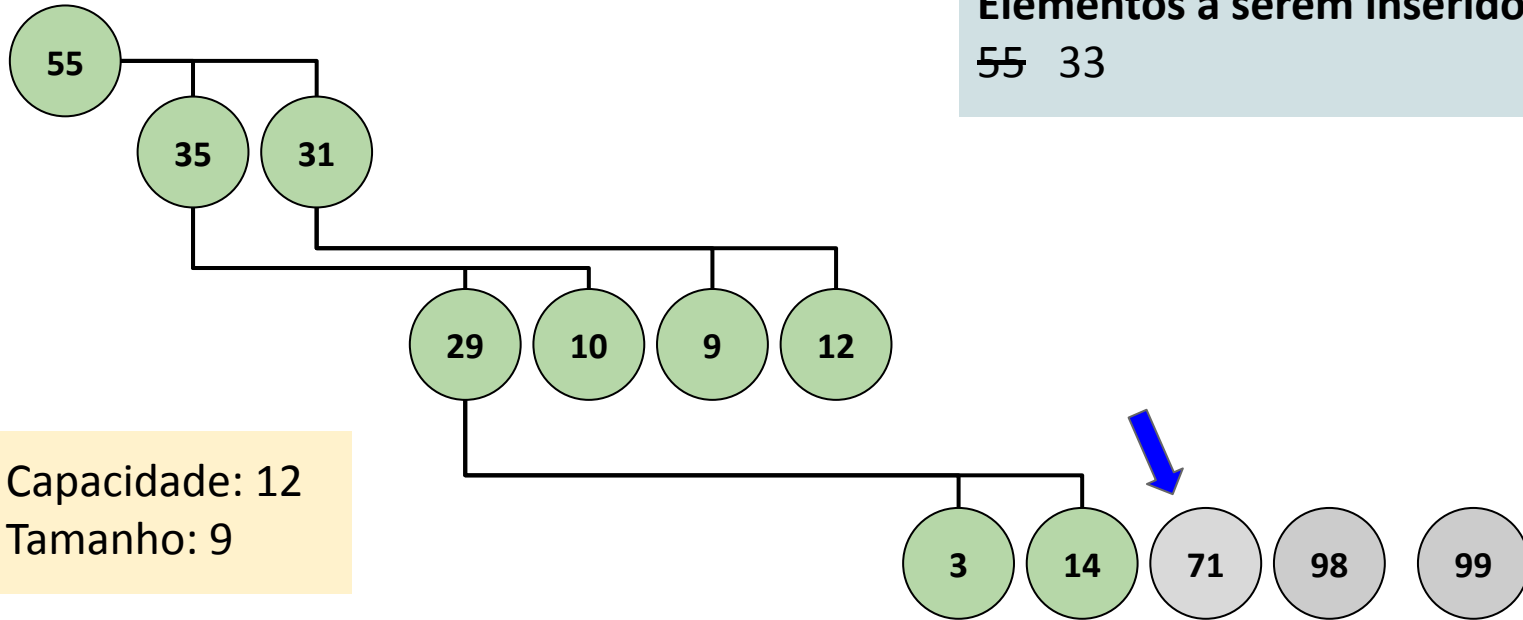 Elementos a serem inserido
55 33
55
35 31
29 10 9 12
Capacidade: 12
Tamanho: 9
3 14 71 98 99